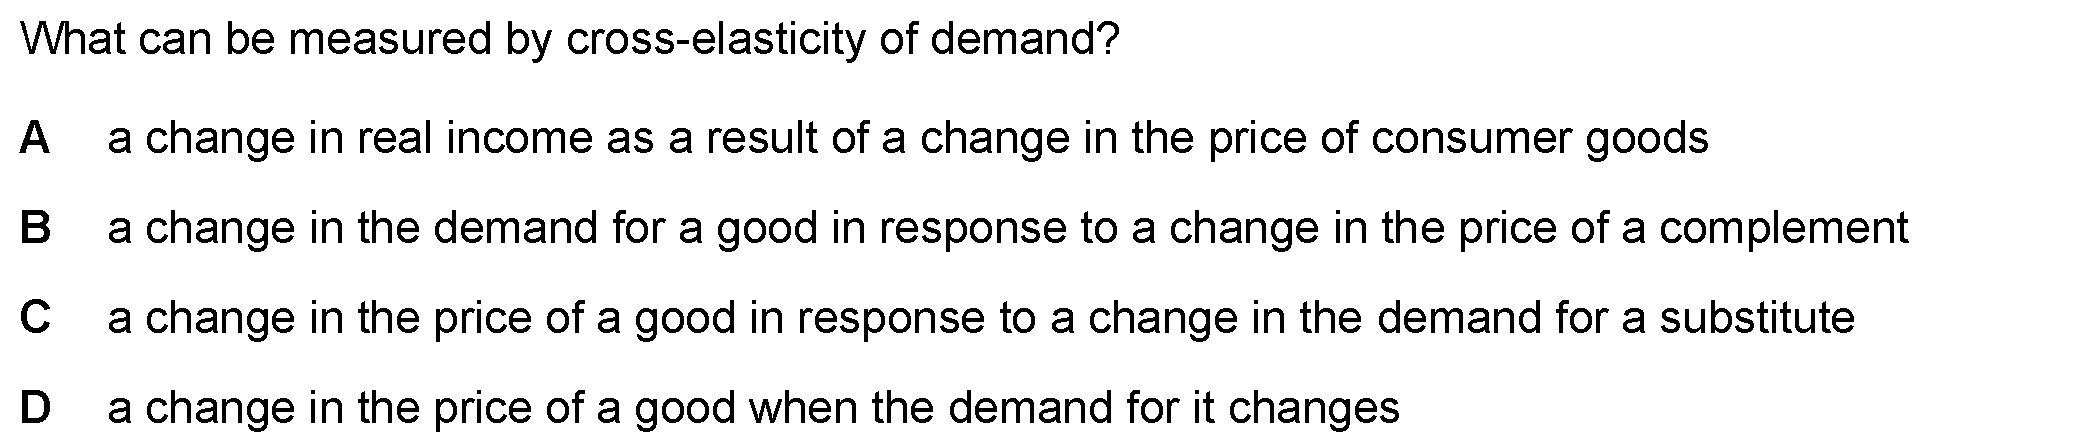 What can be measured by cross-elasticity of demand?
A a change in real income as a result of a change in the price of consumer goods
B a change in the demand for a good in response to a change in the price of a complement
C a change in the price of a good in response to a change in the demand for a substitute
D a change in the price of a good when the demand for it changes